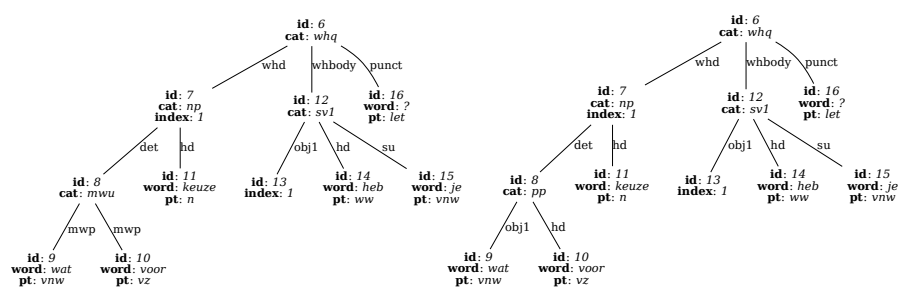 id: 6
cat: whq
whd
whbody
punct
id: 7
cat: np
index: 1
id: 12
cat: sv1
id: 16
word: ?
pt: let
det
hd
obj1
hd
su
id: 8
cat: mwu
id: 11
word: keuze
pt: n
id: 13
index: 1
id: 14
word: heb
pt: ww
id: 15
word: je
pt: vnw
mwp
mwp
id: 9
word: wat
pt: vnw
id: 10
word: voor
pt: vz
id: 6
cat: whq
whd
whbody
punct
id: 7
cat: np
index: 1
id: 12
cat: sv1
id: 16
word: ?
pt: let
det
hd
obj1
hd
su
id: 8
cat: pp
id: 11
word: keuze
pt: n
id: 13
index: 1
id: 14
word: heb
pt: ww
id: 15
word: je
pt: vnw
obj1
hd
id: 9
word: wat
pt: vnw
id: 10
word: voor
pt: vz